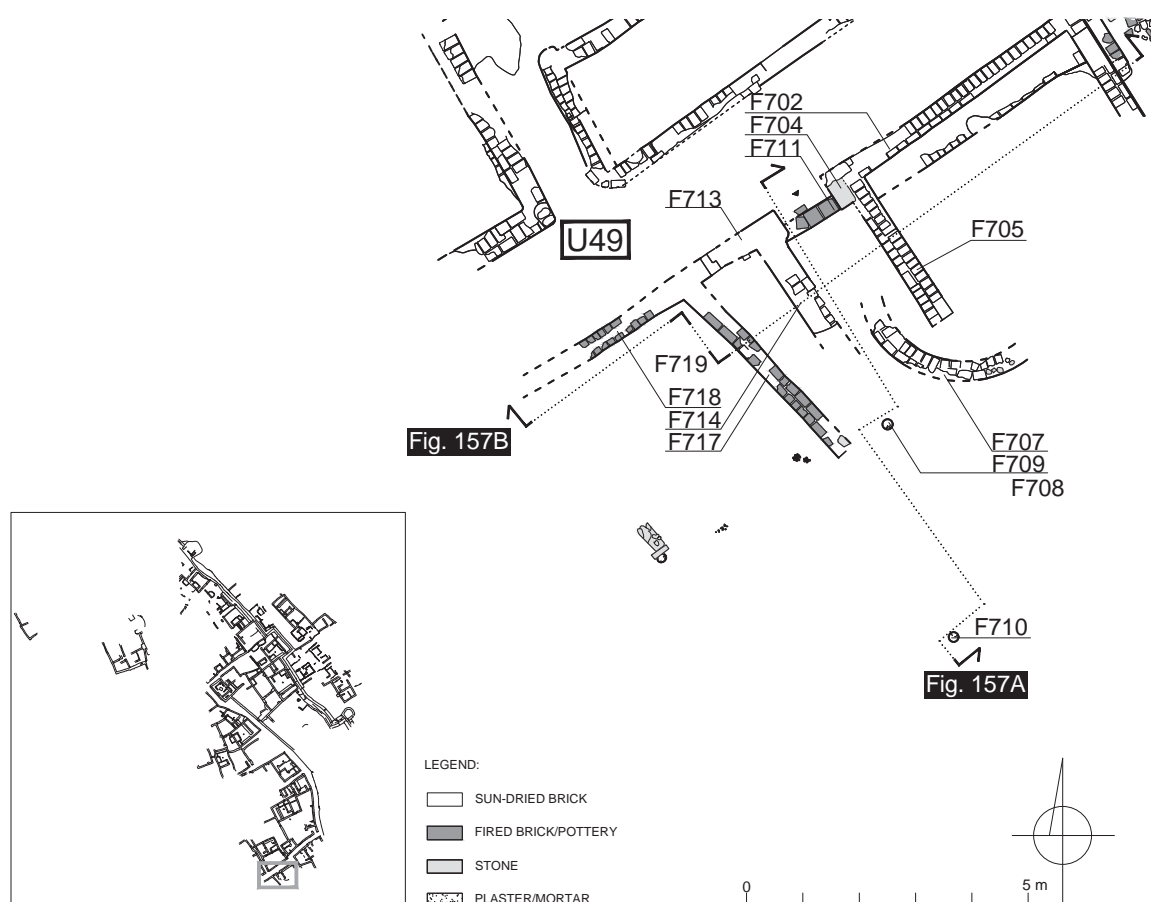 F702
F704
F711
F713
U49
F705
F719
F718
F714
F717
Fig. 157B
F707
F709
F708
F710
Fig. 157A
LEGEND:
SUN-DRIED BRICK
FIRED BRICK/POTTERY
STONE
PLASTER/MORTAR
0 5 m